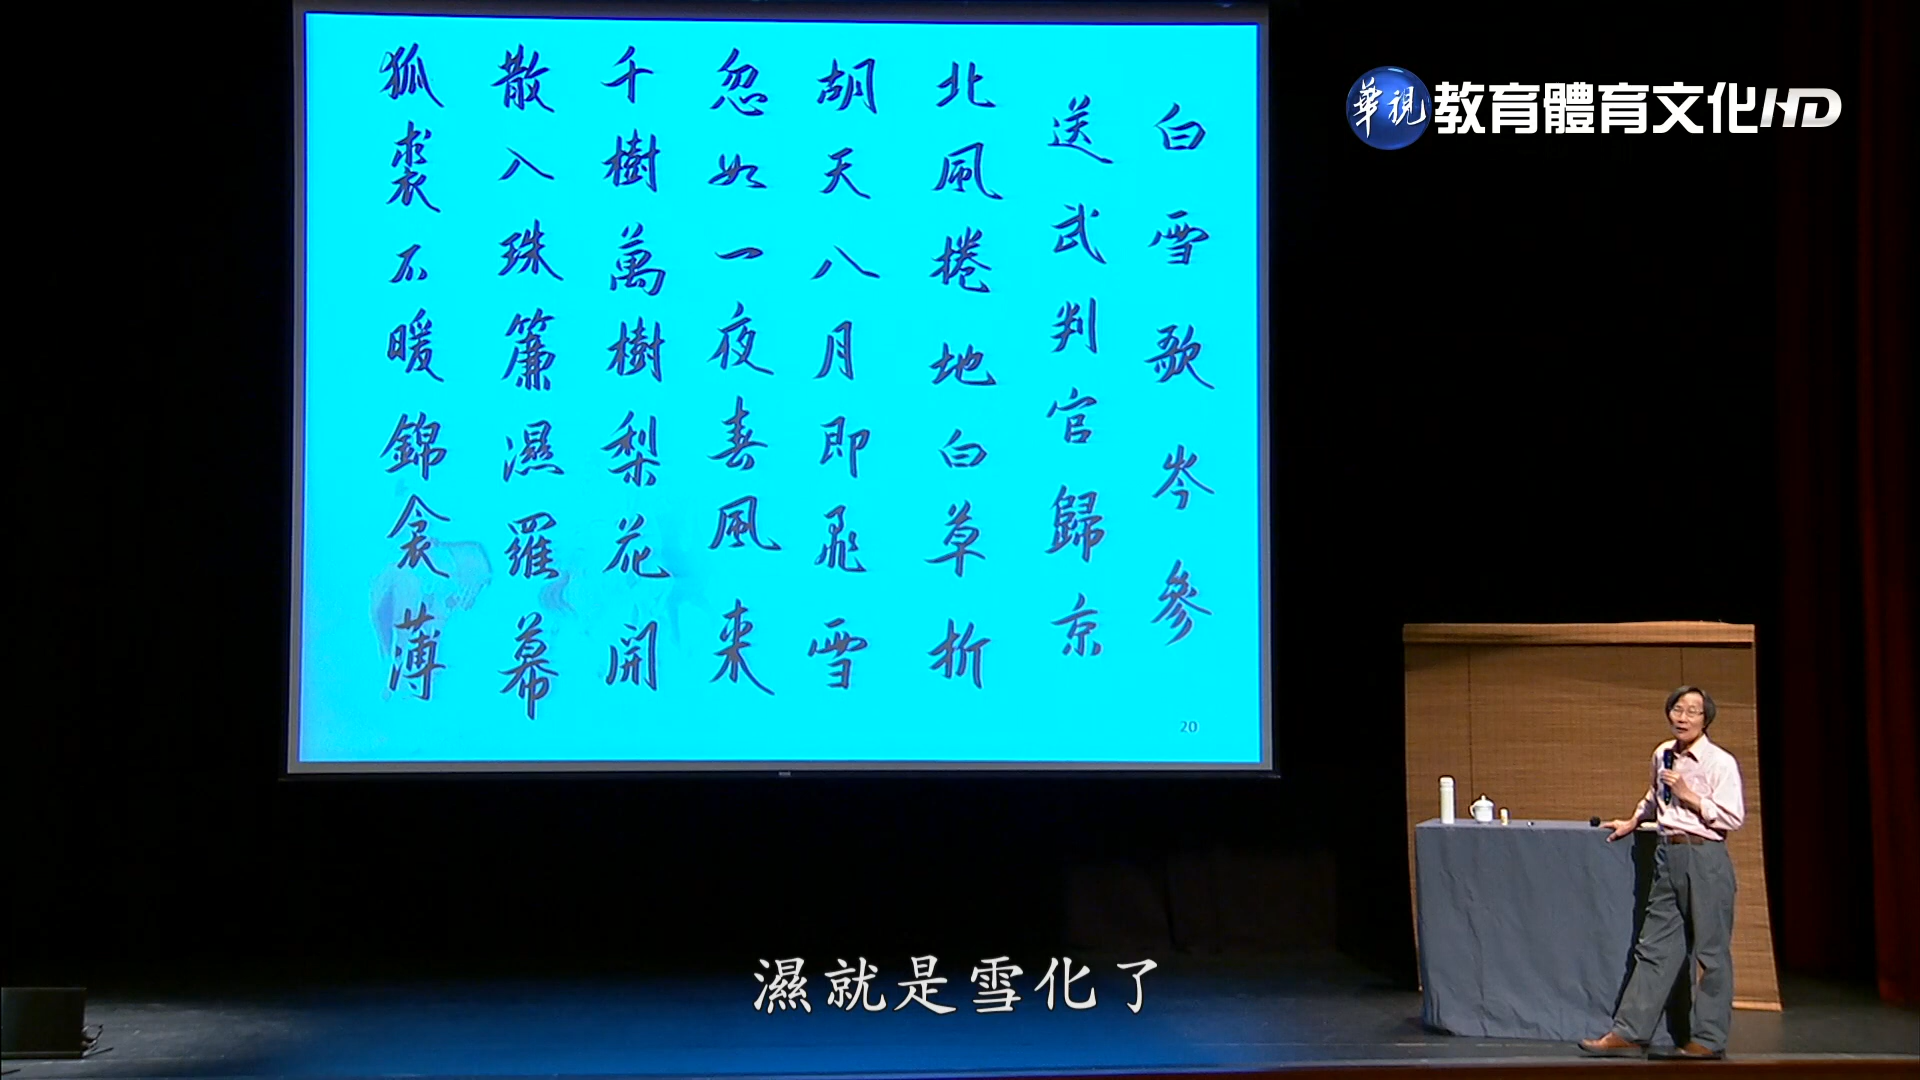 白雪歌岑參
送武判官歸京
北風捲地白草折
胡天八月即飛雪
忽如一夜春風來
千樹萬樹梨花開
散入珠簾濕羅幕
狐裘不暖錦衾薄
20
華視 教育體育文化HD
濕就是雪化了